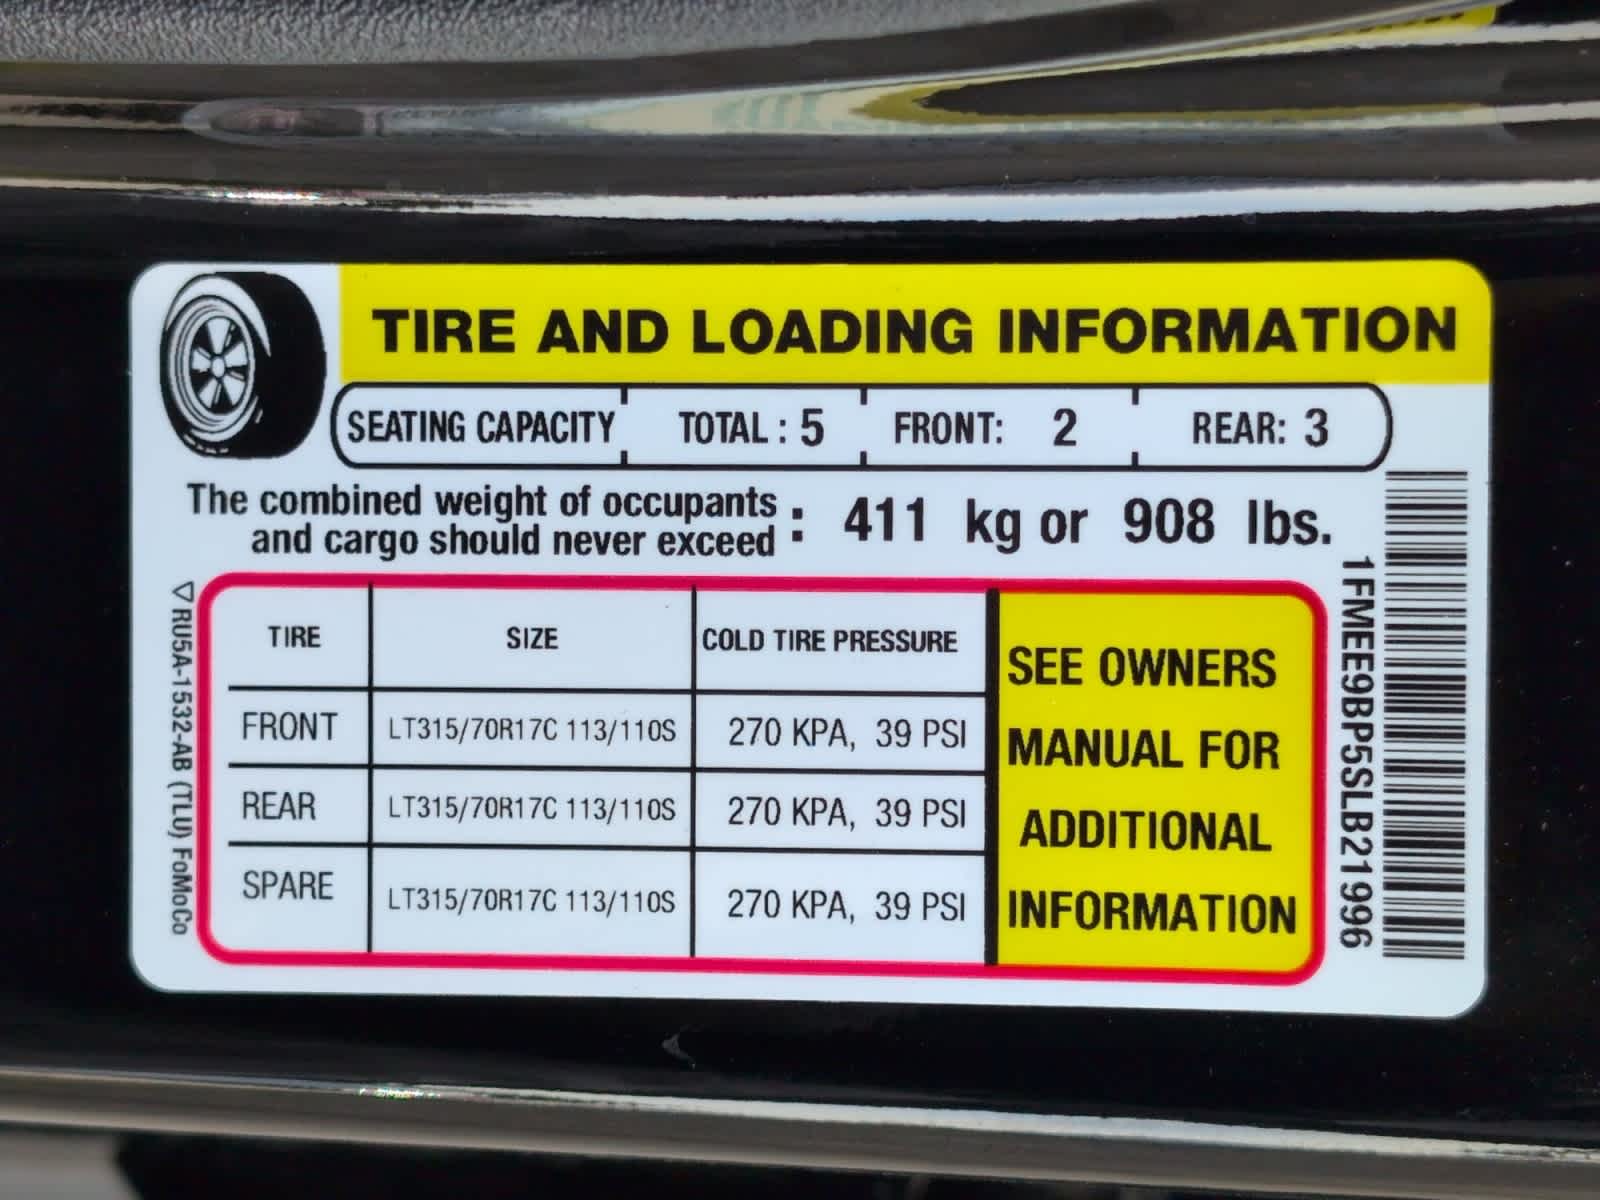 TIRE AND LOADING INFORMATION
SEATING CAPACITY TOTAL : 5 FRONT: 2 REAR: 3
The combined weight of occupants
and cargo should never exceed : 411 kg or 908 lbs.
TIRE SIZE COLD TIRE PRESSURE
FRONT LT315/70R17C 113/110S 270 KPA, 39 PSI
REAR LT315/70R17C 113/110S 270 KPA, 39 PSI
SPARE LT315/70R17C 113/110S 270 KPA, 39 PSI
SEE OWNERS
MANUAL FOR
ADDITIONAL
INFORMATION
RU5A-1532-AB (TLU) FoMoCo
1FMEE9BP5SLB21996